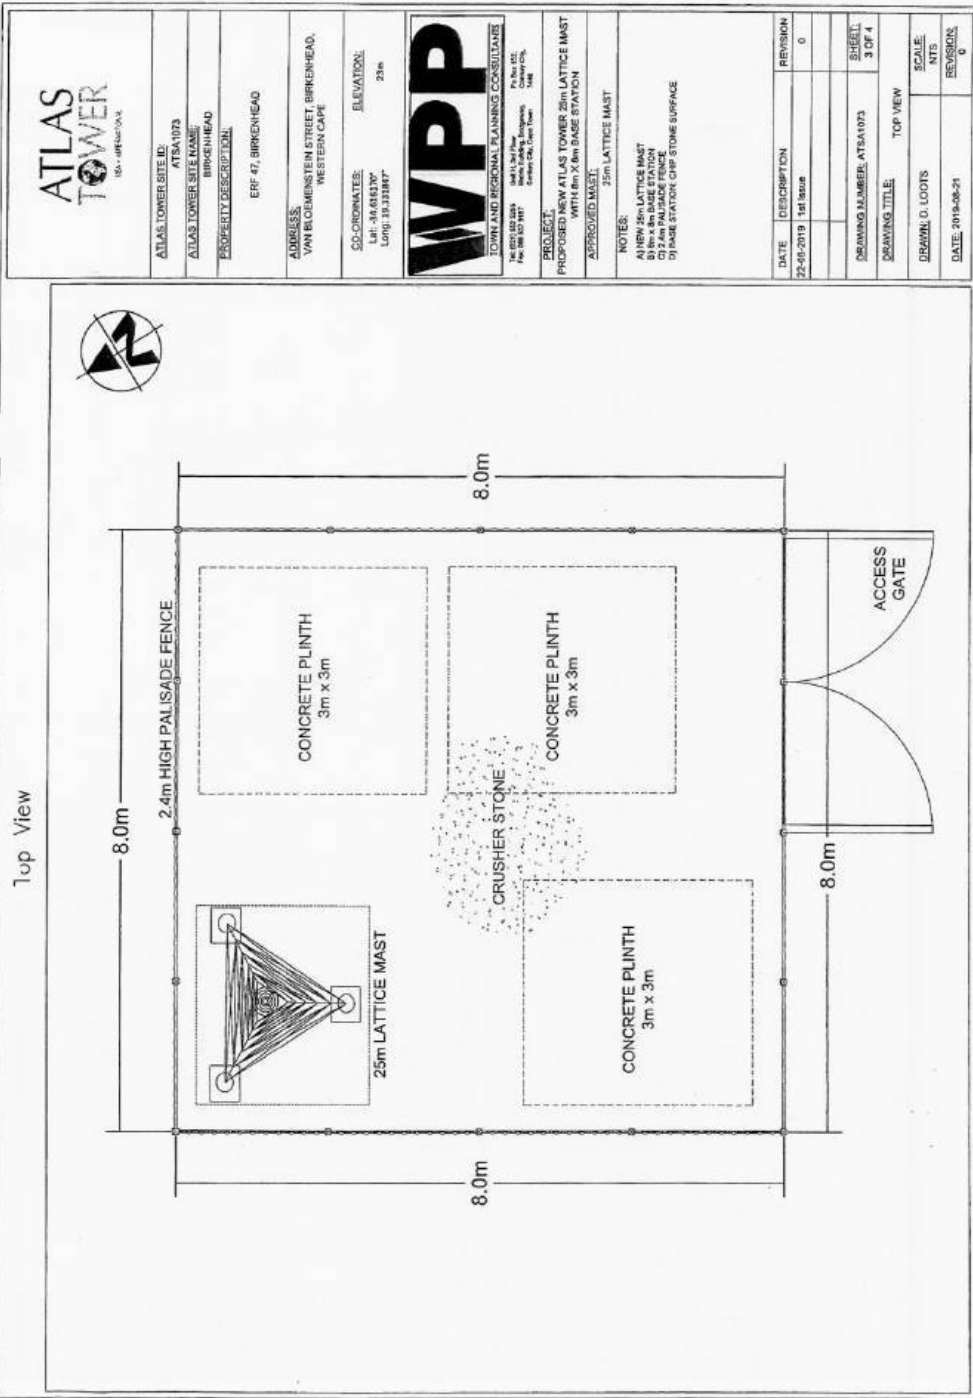 Top View
2.4m HIGH PALISADE FENCE
8.0m
8.0m
8.0m
8.0m
25m LATTICE MAST
CONCRETE PLINTH
3m x 3m
CRUSHER STONE
CONCRETE PLINTH
3m x 3m
CONCRETE PLINTH
3m x 3m
ACCESS
GATE
N
ATLAS
TOWER
ATLAS TOWER SITE ID:
ATSA1073
ATLAS TOWER SITE NAME:
BIRKENHEAD
PROPERTY DESCRIPTION:
ERF 47, BIRKENHEAD
ADDRESS:
VAN BLOEMENSTEIN STREET, BIRKENHEAD,
WESTERN CAPE
CO-ORDINATES:
ELEVATION:
23m
WPP
TOWN AND REGIONAL PLANNING CONSULTANTS
PROJECT:
PROPOSED NEW ATLAS TOWER 25m LATTICE MAST
WITH 8m X 8m BASE STATION
APPROVED MAST:
25m LATTICE MAST
NOTES:
A) NEW 25m LATTICE MAST
B) 8m x 8m BASE STATION
C) 2.4m PALISADE FENCE
D) BASE STATION: CHIP STONE SURFACE
DATE DESCRIPTION REVISION
22-08-2019 1st Issue 0
DRAWING NUMBER: ATSA1073
SHEET:
3 OF 4
DRAWING TITLE:
TOP VIEW
DRAWN: D. LOOTS
SCALE:
NTS
DATE: 2019-08-21
REVISION:
0